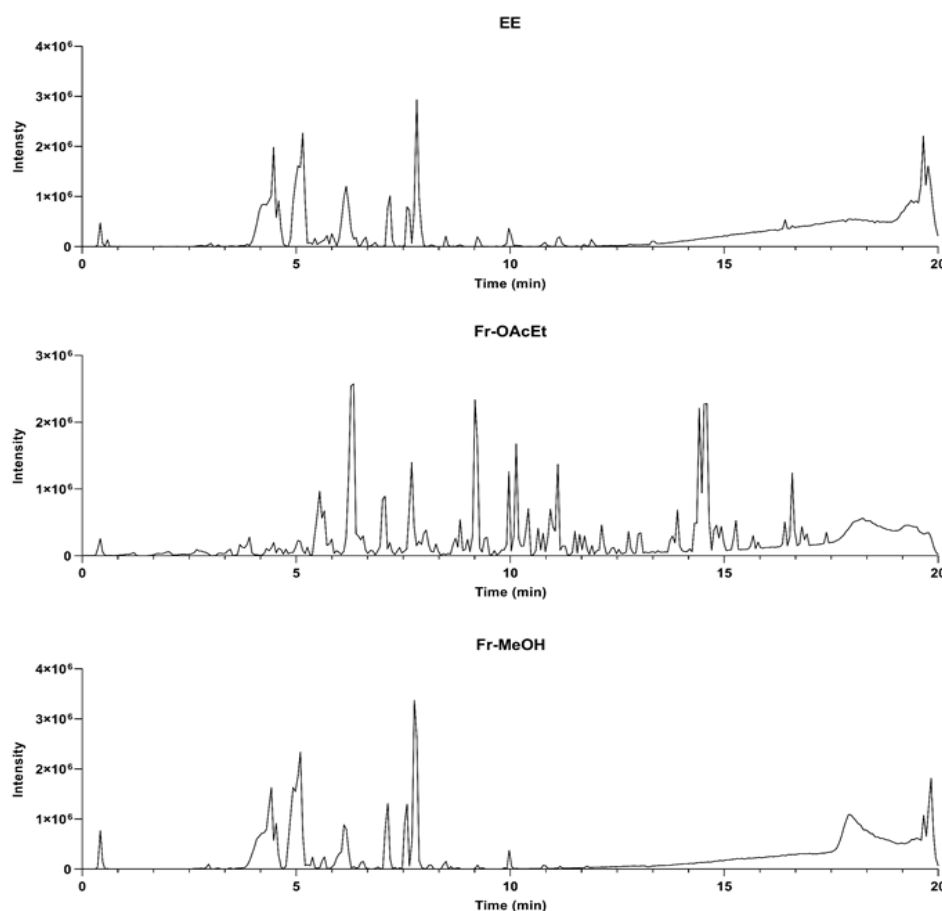 EE
4×10⁶
3×10⁶
2×10⁶
1×10⁶
0
Intensty
0 5 10 15 20
Time (min)
Fr-OAcEt
3×10⁶
2×10⁶
1×10⁶
0
Intensity
0 5 10 15 20
Time (min)
Fr-MeOH
4×10⁶
3×10⁶
2×10⁶
1×10⁶
0
Intensity
0 5 10 15 20
Time (min)